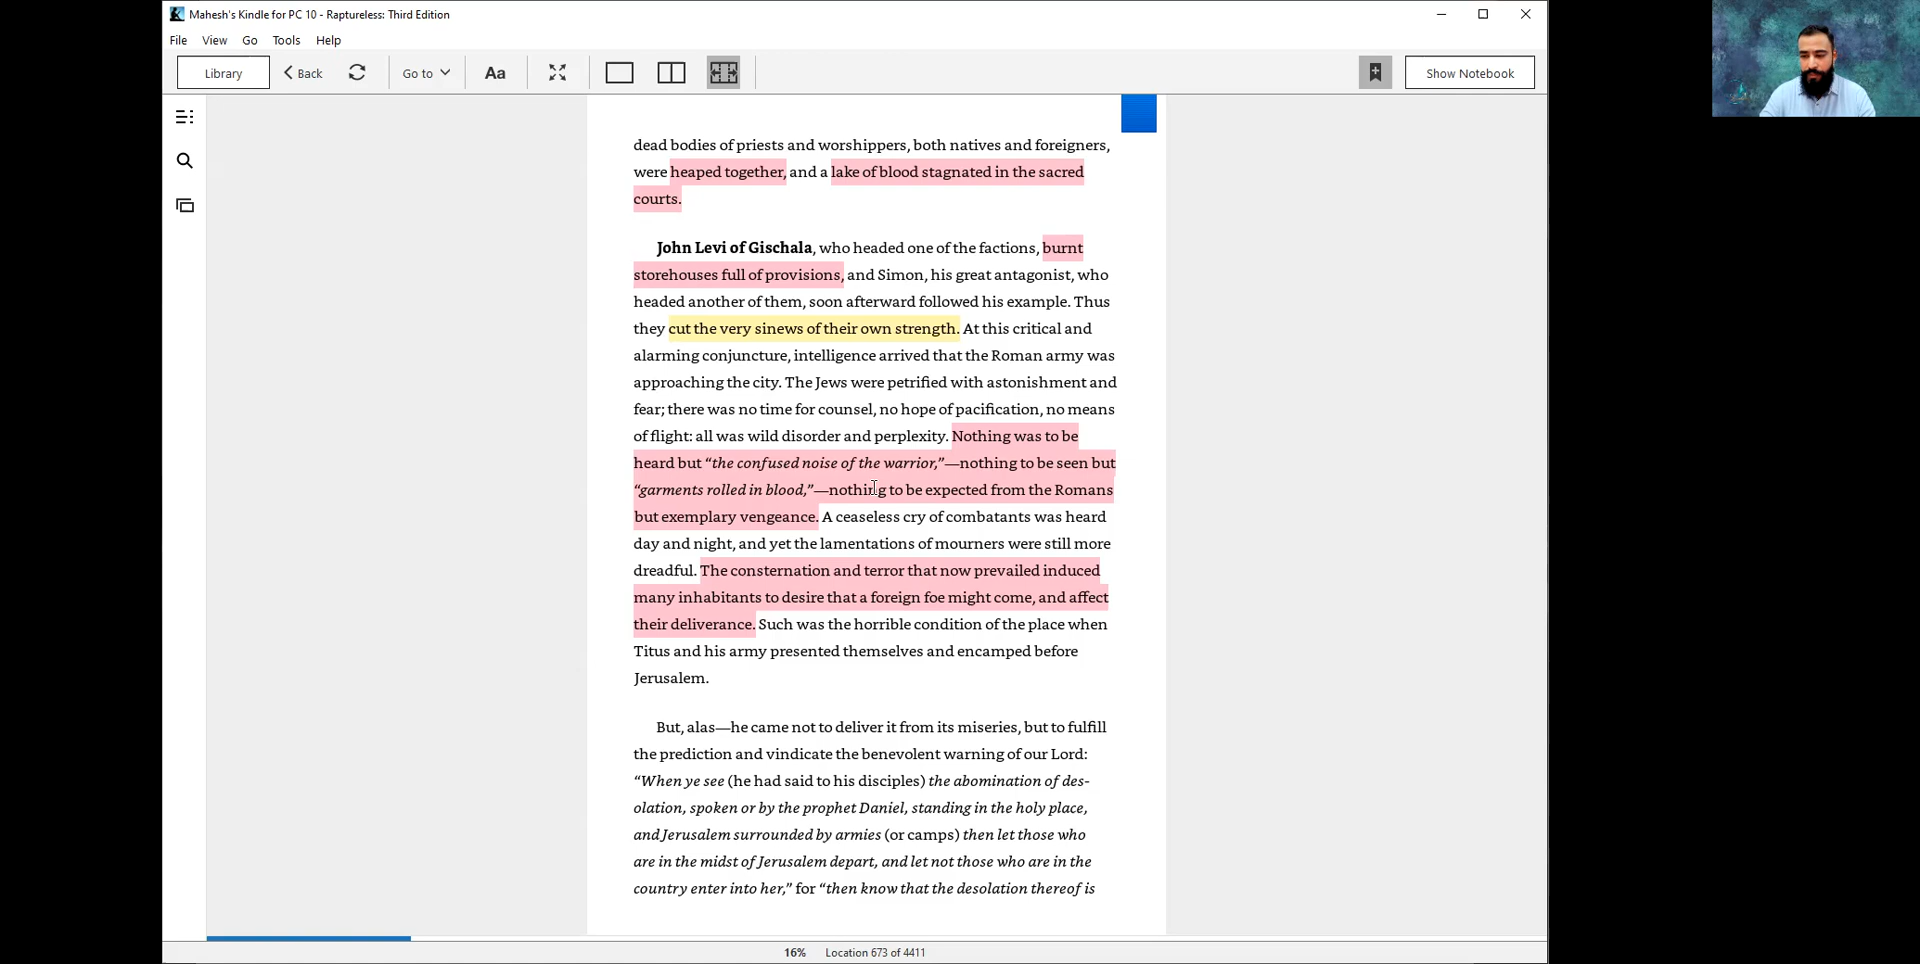 Mahesh's Kindle for PC 10 - Raptureless: Third Edition
File View Go Tools Help
Library
Back
Go to
Aa
Show Notebook
dead bodies of priests and worshippers, both natives and foreigners,
were heaped together, and a lake of blood stagnated in the sacred
courts.
John Levi of Gischala, who headed one of the factions, burnt
storehouses full of provisions, and Simon, his great antagonist, who
headed another of them, soon afterward followed his example. Thus
they cut the very sinews of their own strength. At this critical and
alarming conjuncture, intelligence arrived that the Roman army was
approaching the city. The Jews were petrified with astonishment and
fear; there was no time for counsel, no hope of pacification, no means
of flight: all was wild disorder and perplexity. Nothing was to be
heard but “the confused noise of the warrior,”—nothing to be seen but
“garments rolled in blood,”—nothing to be expected from the Romans
but exemplary vengeance. A ceaseless cry of combatants was heard
day and night, and yet the lamentations of mourners were still more
dreadful. The consternation and terror that now prevailed induced
many inhabitants to desire that a foreign foe might come, and affect
their deliverance. Such was the horrible condition of the place when
Titus and his army presented themselves and encamped before
Jerusalem.
But, alas—he came not to deliver it from its miseries, but to fulfill
the prediction and vindicate the benevolent warning of our Lord:
“When ye see (he had said to his disciples) the abomination of des-
olation, spoken or by the prophet Daniel, standing in the holy place,
and Jerusalem surrounded by armies (or camps) then let those who
are in the midst of Jerusalem depart, and let not those who are in the
country enter into her,” for “then know that the desolation thereof is
16% Location 673 of 4411